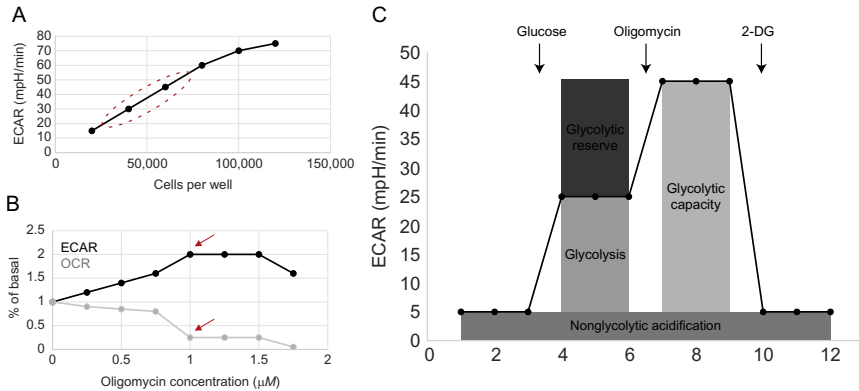 A
80
70
60
50
40
30
20
10
0
ECAR (mpH/min)
0 50,000 100,000 150,000
Cells per well
B
2.5
2
1.5
1
0.5
0
% of basal
ECAR
OCR
0 0.5 1 1.5 2
Oligomycin concentration (μM)
C
Glucose Oligomycin 2-DG
50
45
40
35
30
25
20
15
10
5
0
ECAR (mpH/min)
Glycolytic
reserve
Glycolysis
Glycolytic
capacity
Nonglycolytic acidification
0 2 4 6 8 10 12